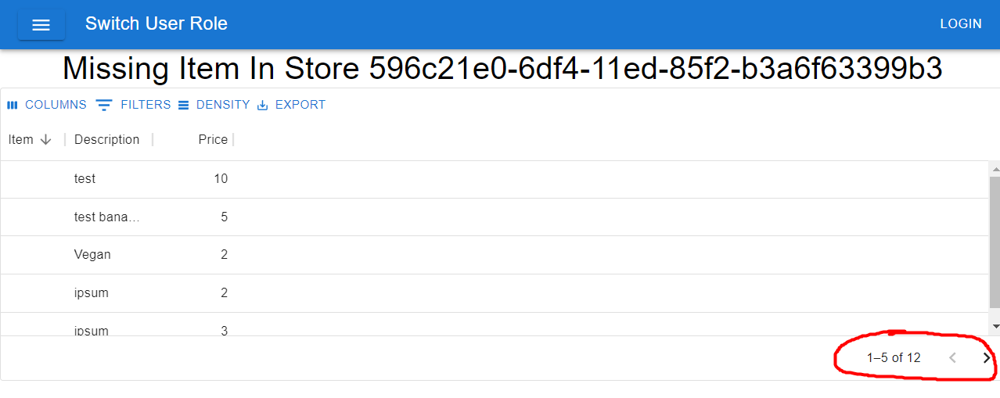 Switch User Role LOGIN
Missing Item In Store 596c21e0-6df4-11ed-85f2-b3a6f63399b3
COLUMNS FILTERS DENSITY EXPORT
Item Description Price
test 10
test bana... 5
Vegan 2
ipsum 2
ipsum 3
1–5 of 12